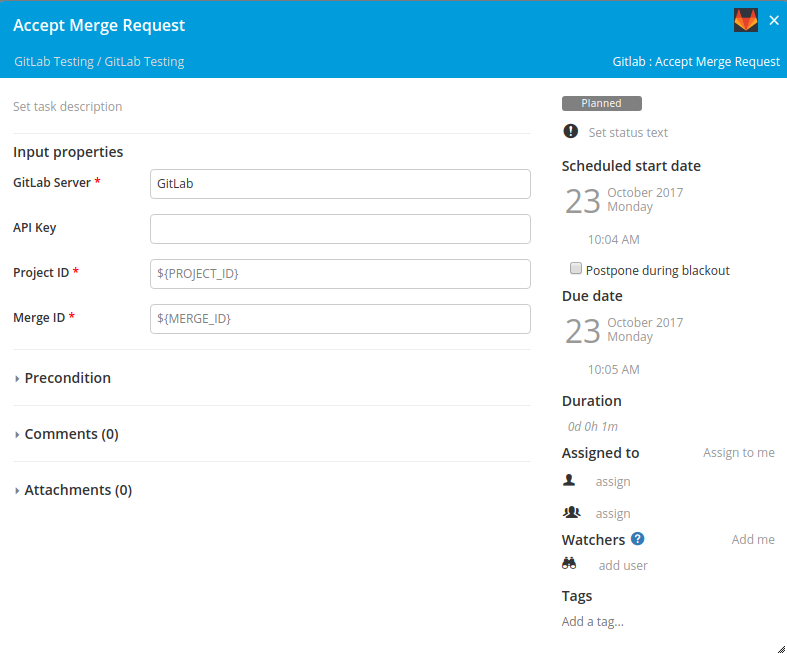 Accept Merge Request
GitLab Testing / GitLab Testing
Gitlab : Accept Merge Request
Set task description
Input properties
GitLab Server *
GitLab
API Key
Project ID *
${PROJECT_ID}
Merge ID *
${MERGE_ID}
Precondition
Comments (0)
Attachments (0)
Planned
Set status text
Scheduled start date
23
October 2017
Monday
10:04 AM
Postpone during blackout
Due date
23
October 2017
Monday
10:05 AM
Duration
0d 0h 1m
Assigned to
Assign to me
assign
assign
Watchers ?
Add me
add user
Tags
Add a tag...